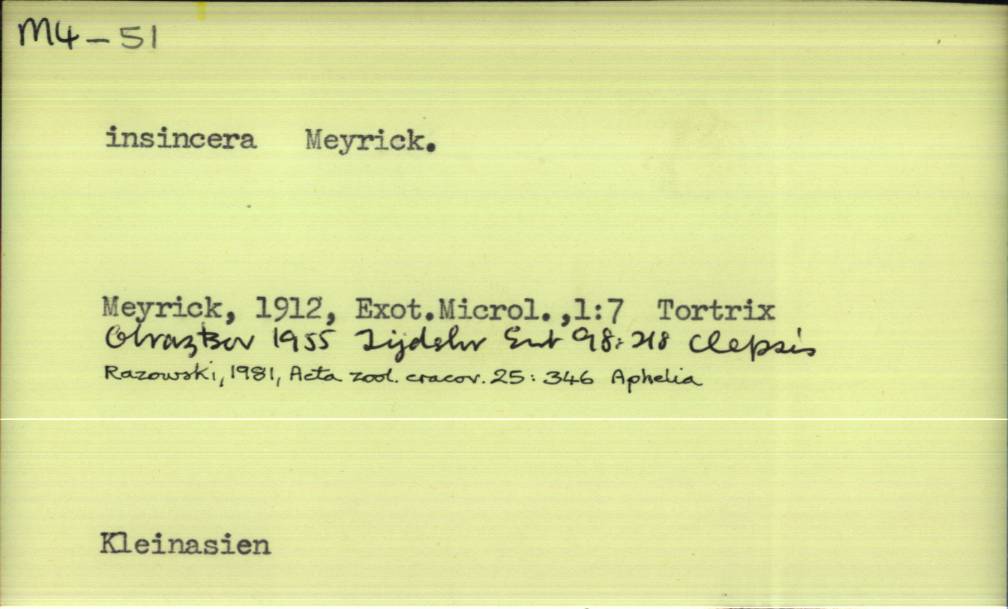 M4-51
insincera Meyrick.
Meyrick, 1912, Exot.Microl.,1:7 Tortrix
Obraztsov 1955 Tijdschr Ent 98:218 Clepsis
Razowski, 1981, Acta zool. cracov. 25: 346 Aphelia
Kleinasien